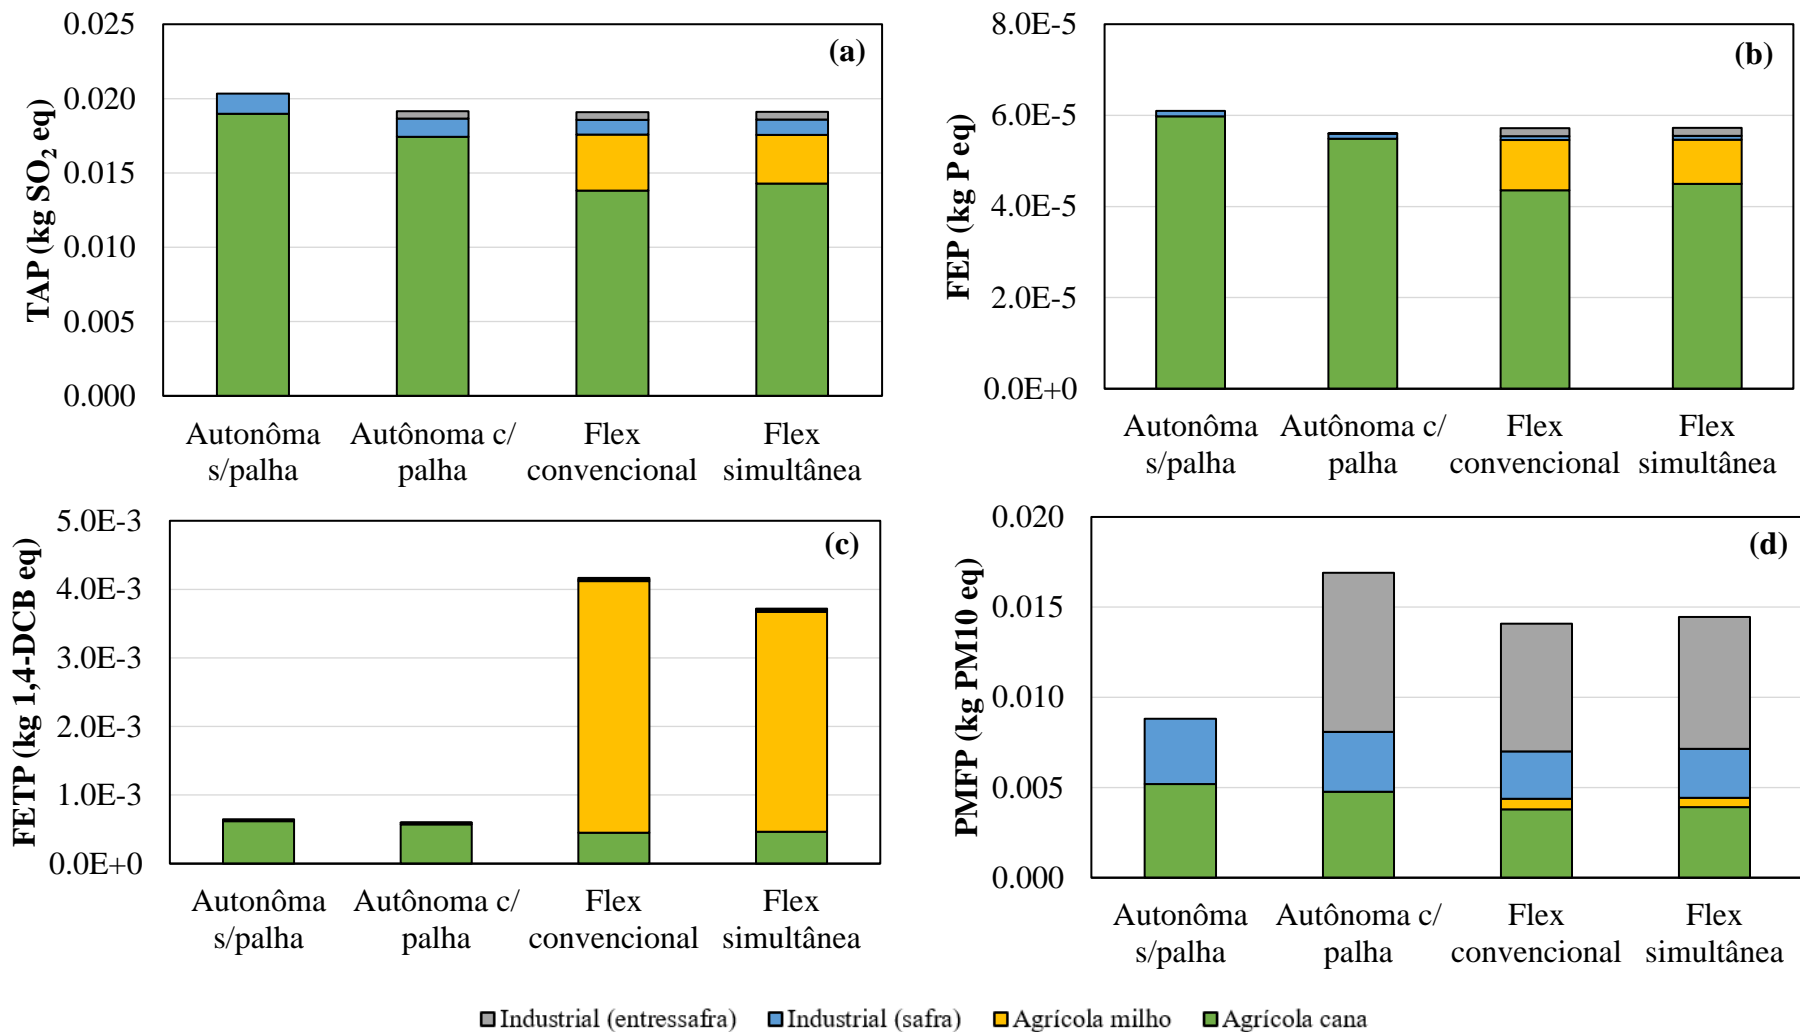 (a)
TAP (kg SO₂ eq)
0.025
0.020
0.015
0.010
0.005
0.000
Autonôma s/palha
Autônoma c/ palha
Flex convencional
Flex simultânea
(b)
FEP (kg P eq)
8.0E-5
6.0E-5
4.0E-5
2.0E-5
0.0E+0
Autonôma s/palha
Autônoma c/ palha
Flex convencional
Flex simultânea
(c)
FETP (kg 1,4-DCB eq)
5.0E-3
4.0E-3
3.0E-3
2.0E-3
1.0E-3
0.0E+0
Autonôma s/palha
Autônoma c/ palha
Flex convencional
Flex simultânea
(d)
PMFP (kg PM10 eq)
0.020
0.015
0.010
0.005
0.000
Autonôma s/palha
Autônoma c/ palha
Flex convencional
Flex simultânea
Industrial (entressafra) Industrial (safra) Agrícola milho Agrícola cana